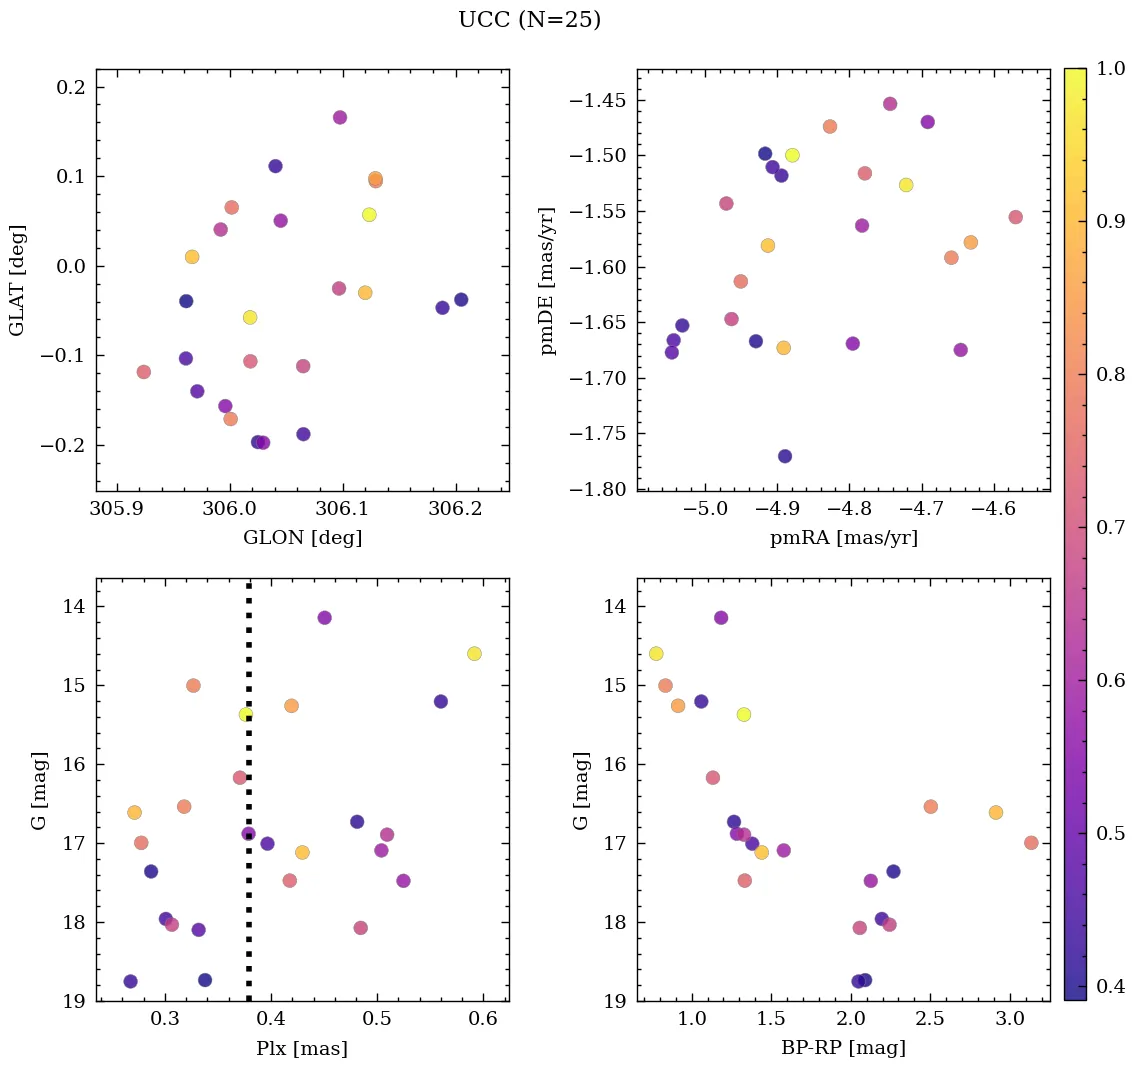 UCC (N=25)
0.2
0.1
0.0
−0.1
−0.2
GLAT [deg]
305.9 306.0 306.1 306.2
GLON [deg]
−1.45
−1.50
−1.55
−1.60
−1.65
−1.70
−1.75
−1.80
pmDE [mas/yr]
−5.0 −4.9 −4.8 −4.7 −4.6
pmRA [mas/yr]
1.0
0.9
0.8
0.7
0.6
0.5
0.4
14
15
16
17
18
19
G [mag]
0.3 0.4 0.5 0.6
Plx [mas]
14
15
16
17
18
19
G [mag]
1.0 1.5 2.0 2.5 3.0
BP-RP [mag]